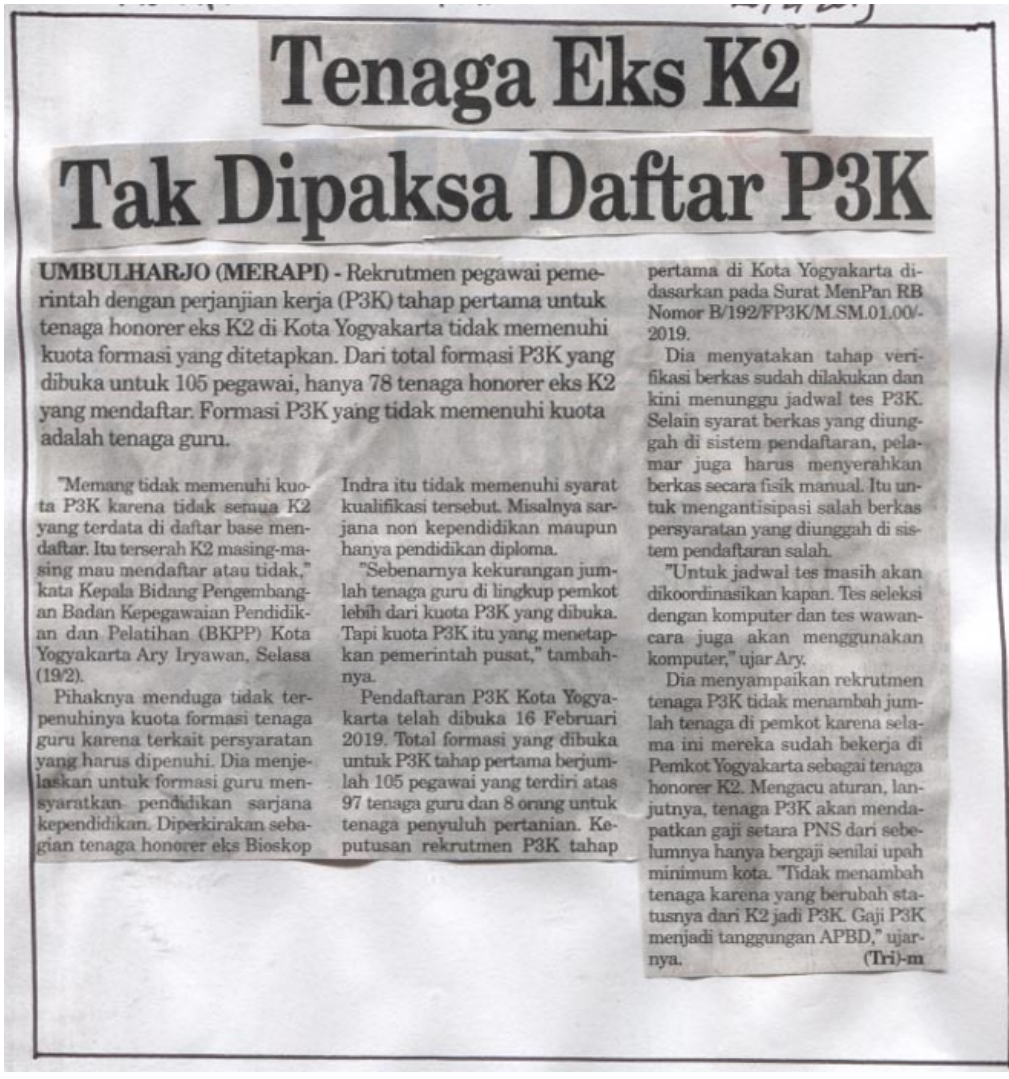 Tenaga Eks K2
Tak Dipaksa Daftar P3K
UMBULHARJO (MERAPI) - Rekrutmen pegawai peme-
rintah dengan perjanjian kerja (P3K) tahap pertama untuk
tenaga honorer eks K2 di Kota Yogyakarta tidak memenuhi
kuota formasi yang ditetapkan. Dari total formasi P3K yang
dibuka untuk 105 pegawai, hanya 78 tenaga honorer eks K2
yang mendaftar. Formasi P3K yang tidak memenuhi kuota
adalah tenaga guru.
"Memang tidak memenuhi kuo-
ta P3K karena tidak semua K2
yang terdata di daftar base men-
daftar. Itu terserah K2 masing-ma-
sing mau mendaftar atau tidak,"
kata Kepala Bidang Pengembang-
an Badan Kepegawaian Pendidik-
an dan Pelatihan (BKPP) Kota
Yogyakarta Ary Iryawan, Selasa
(19/2).
Pihaknya menduga tidak ter-
penuhinya kuota formasi tenaga
guru karena terkait persyaratan
yang harus dipenuhi. Dia menje-
laskan untuk formasi guru men-
syaratkan pendidikan sarjana
kependidikan. Diperkirakan seba-
gian tenaga honorer eks Bioskop
Indra itu tidak memenuhi syarat
kualifikasi tersebut. Misalnya sar-
jana non kependidikan maupun
hanya pendidikan diploma.
"Sebenarnya kekurangan jum-
lah tenaga guru di lingkup pemkot
lebih dari kuota P3K yang dibuka.
Tapi kuota P3K itu yang menetap-
kan pemerintah pusat," tambah-
nya.
Pendaftaran P3K Kota Yogya-
karta telah dibuka 16 Februari
2019. Total formasi yang dibuka
untuk P3K tahap pertama berjum-
lah 105 pegawai yang terdiri atas
97 tenaga guru dan 8 orang untuk
tenaga penyuluh pertanian. Ke-
putusan rekrutmen P3K tahap
pertama di Kota Yogyakarta di-
dasarkan pada Surat MenPan RB
Nomor B/192/FP3K/M.SM.01.00/-
2019.
Dia menyatakan tahap veri-
fikasi berkas sudah dilakukan dan
kini menunggu jadwal tes P3K.
Selain syarat berkas yang diung-
gah di sistem pendaftaran, pela-
mar juga harus menyerahkan
berkas secara fisik manual. Itu un-
tuk mengantisipasi salah berkas
persyaratan yang diunggah di sis-
tem pendaftaran salah.
"Untuk jadwal tes masih akan
dikoordinasikan kapan. Tes seleksi
dengan komputer dan tes wawan-
cara juga akan menggunakan
komputer," ujar Ary.
Dia menyampaikan rekrutmen
tenaga P3K tidak menambah jum-
lah tenaga di pemkot karena sela-
ma ini mereka sudah bekerja di
Pemkot Yogyakarta sebagai tenaga
honorer K2. Mengacu aturan, lan-
jutnya, tenaga P3K akan menda-
patkan gaji setara PNS dari sebe-
lumnya hanya bergaji senilai upah
minimum kota. "Tidak menambah
tenaga karena yang berubah sta-
tusnya dari K2 jadi P3K. Gaji P3K
menjadi tanggungan APBD," ujar-
nya. (Tri)-m